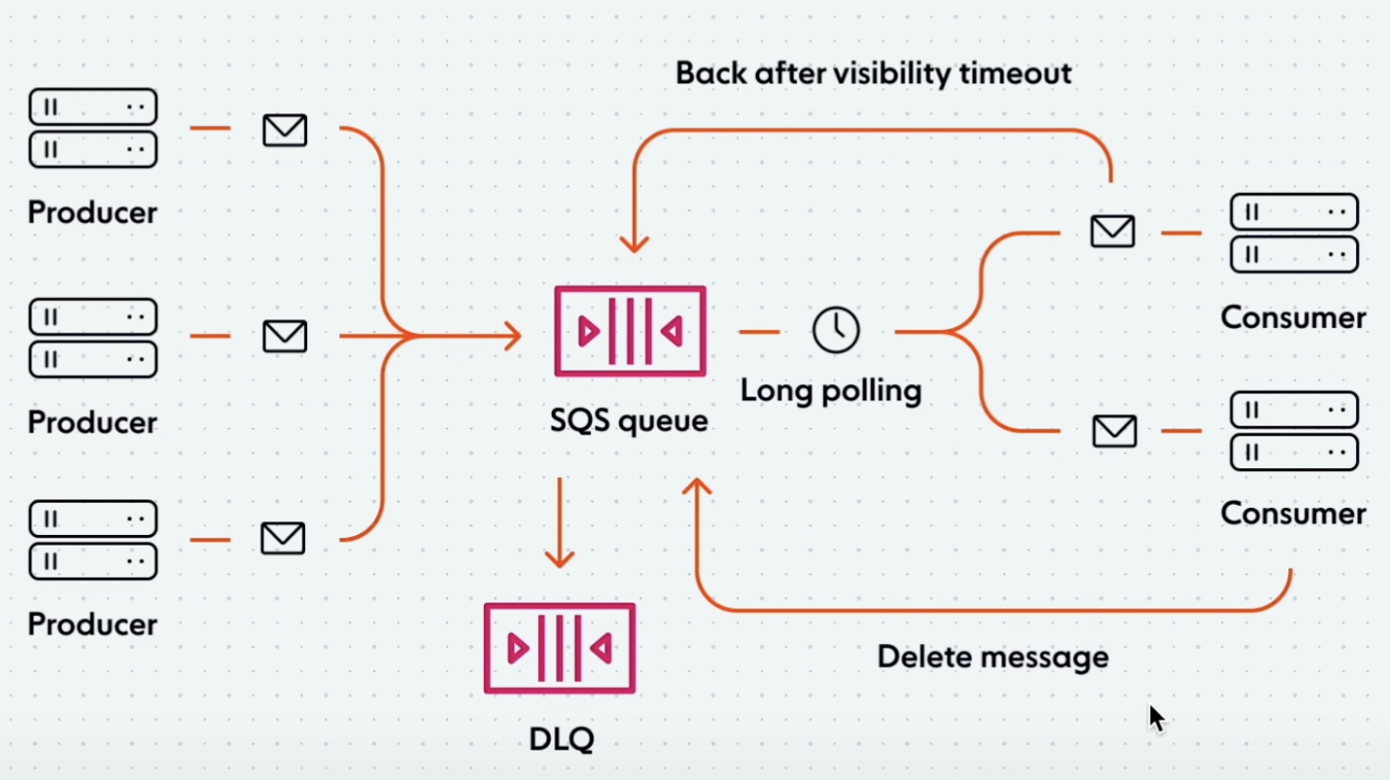 Back after visibility timeout
Producer
Consumer
Long polling
SQS queue
Producer
Consumer
Producer
Delete message
DLQ